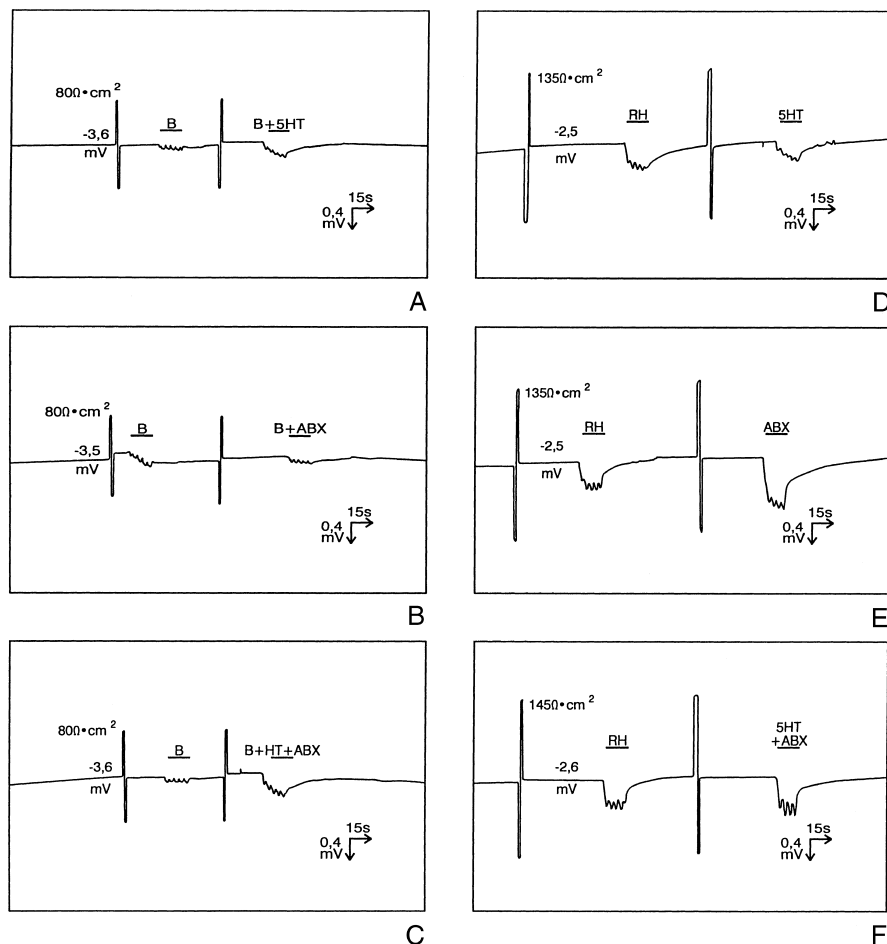 80Ω•cm²
B
B+5HT
-3,6
mV
15s
0,4
mV
A
80Ω•cm²
B
B+ABX
-3,5
mV
15s
0,4
mV
B
80Ω•cm²
B
B+HT+ABX
-3,6
mV
15s
0,4
mV
C
135Ω•cm²
RH
5HT
-2,5
mV
15s
0,4
mV
D
135Ω•cm²
RH
ABX
-2,5
mV
15s
0,4
mV
E
145Ω•cm²
RH
5HT
+ABX
-2,6
mV
15s
0,4
mV
F